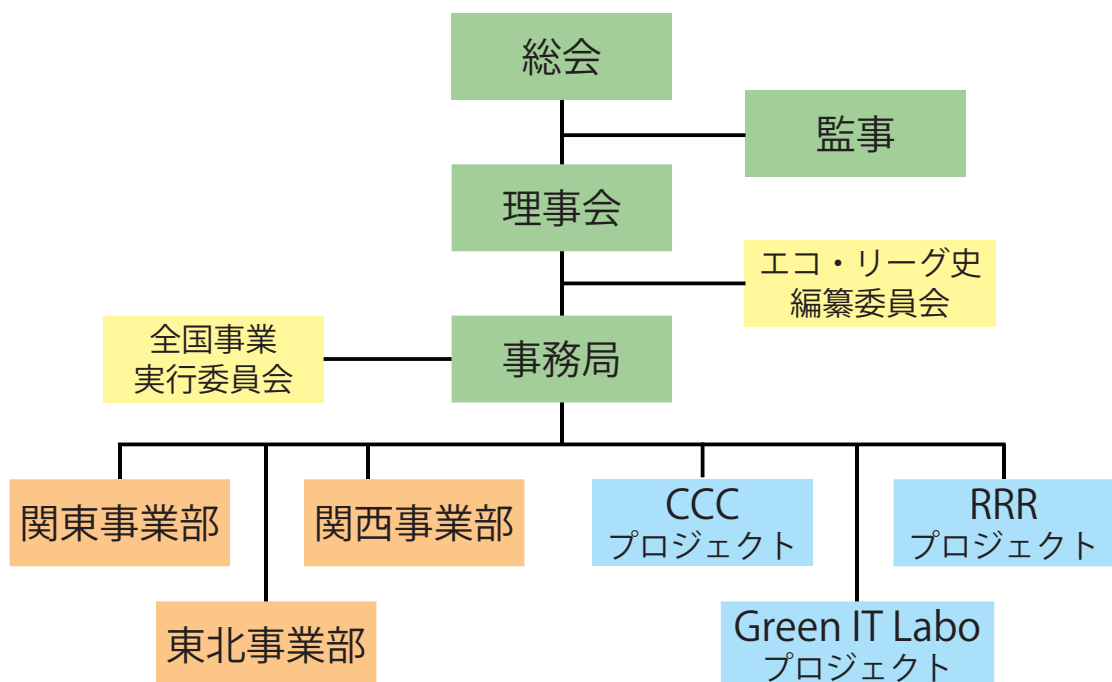 総会
監事
理事会
エコ・リーグ史
編纂委員会
全国事業
実行委員会
事務局
関東事業部
関西事業部
CCC
プロジェクト
RRR
プロジェクト
東北事業部
Green IT Labo
プロジェクト